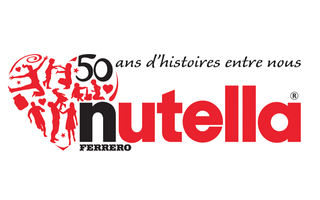 50 ans d'histoires entre nous
nutella®
FERRERO